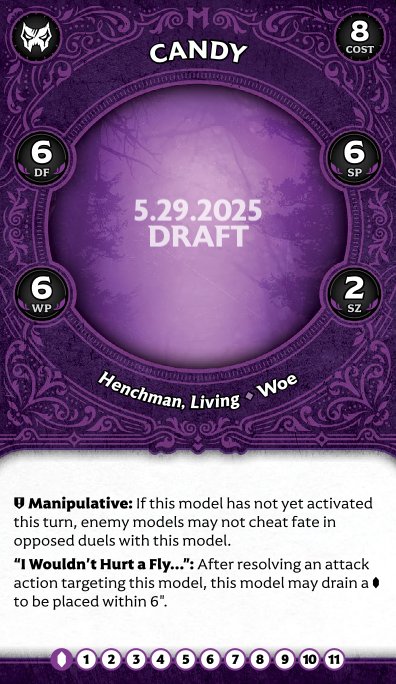 CANDY
8
COST
6
DF
6
SP
5.29.2025
DRAFT
6
WP
2
SZ
Henchman, Living • Woe
Manipulative: If this model has not yet activated
this turn, enemy models may not cheat fate in
opposed duels with this model.
“I Wouldn’t Hurt a Fly...”: After resolving an attack
action targeting this model, this model may drain a
to be placed within 6".
1 2 3 4 5 6 7 8 9 10 11